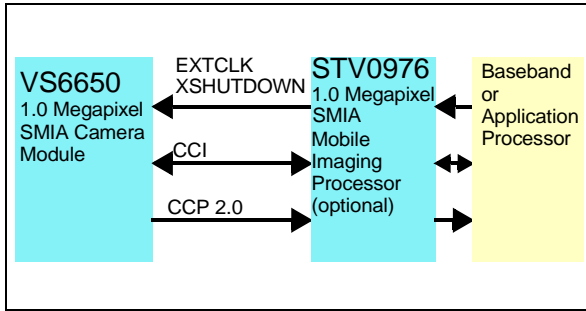 VS6650
1.0 Megapixel
SMIA Camera
Module
EXTCLK
XSHUTDOWN
CCI
CCP 2.0
STV0976
1.0 Megapixel
SMIA
Mobile
Imaging
Processor
(optional)
Baseband
or
Application
Processor